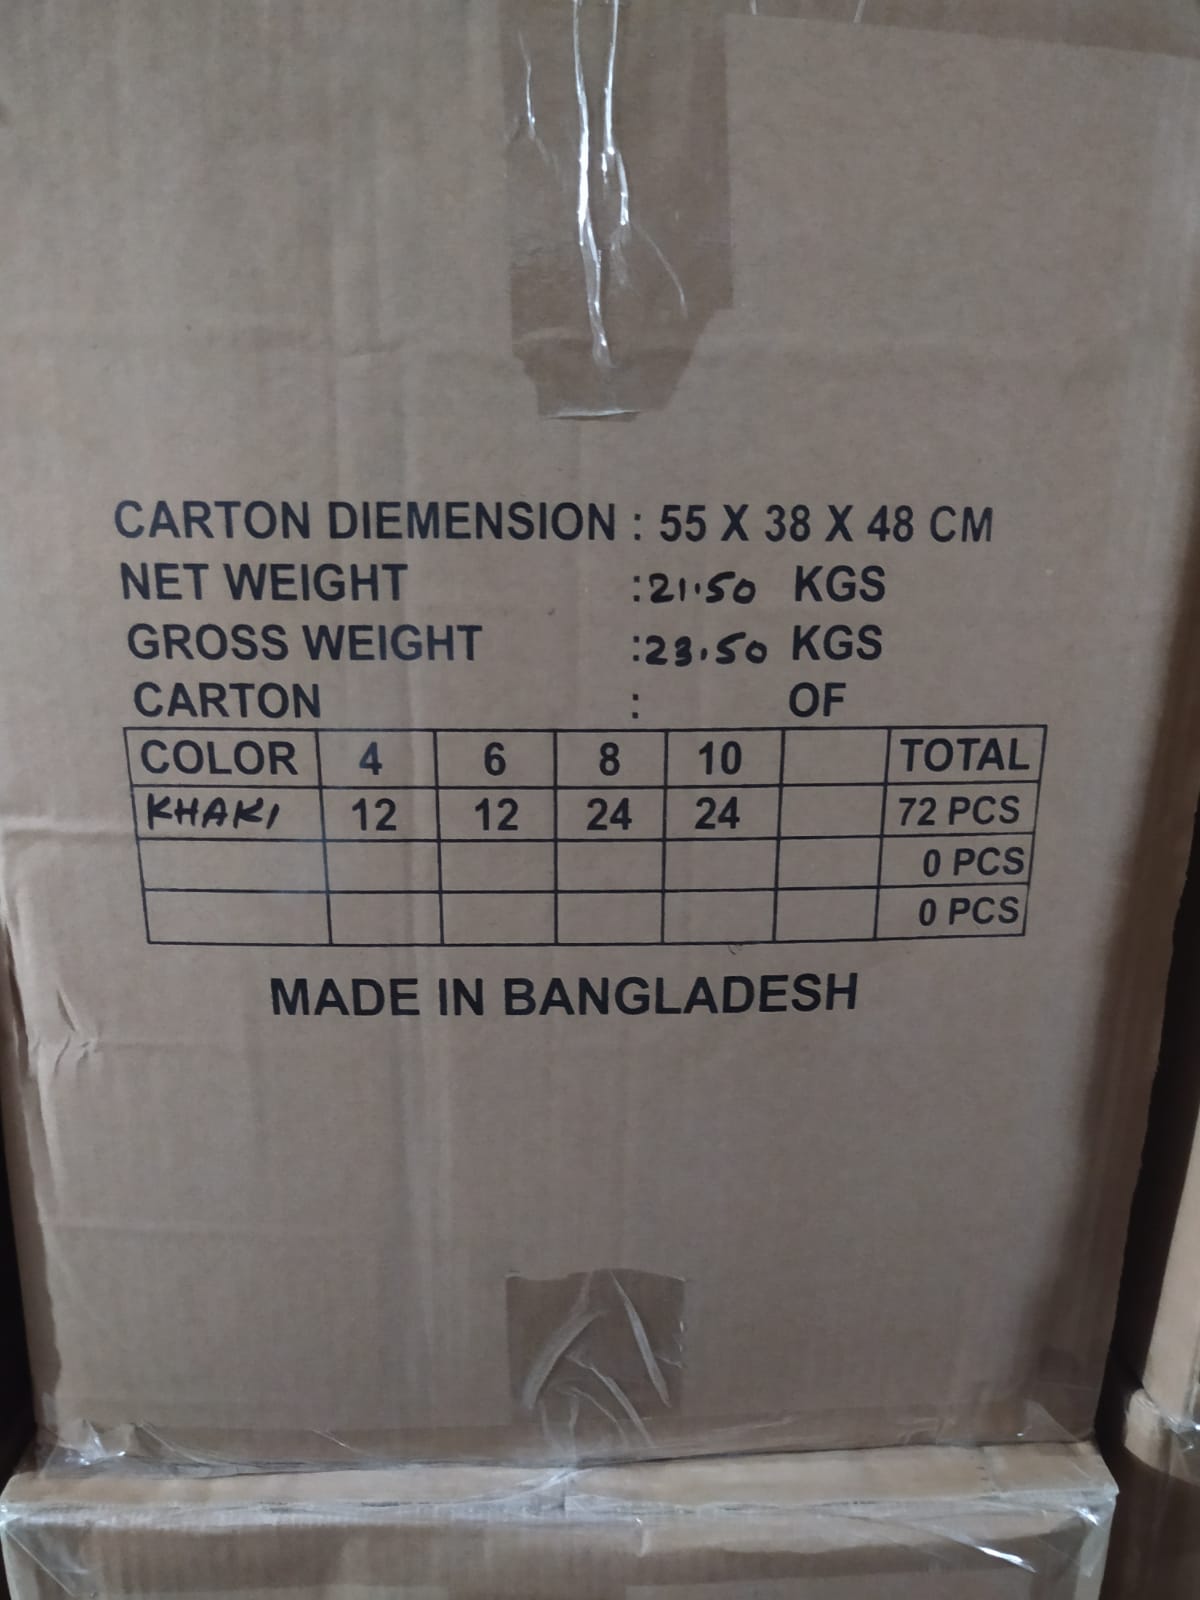 CARTON DIEMENSION : 55 X 38 X 48 CM
NET WEIGHT :21.50 KGS
GROSS WEIGHT :23.50 KGS
CARTON : OF
COLOR 4 6 8 10 TOTAL
KHAKI 12 12 24 24 72 PCS
0 PCS
0 PCS
MADE IN BANGLADESH